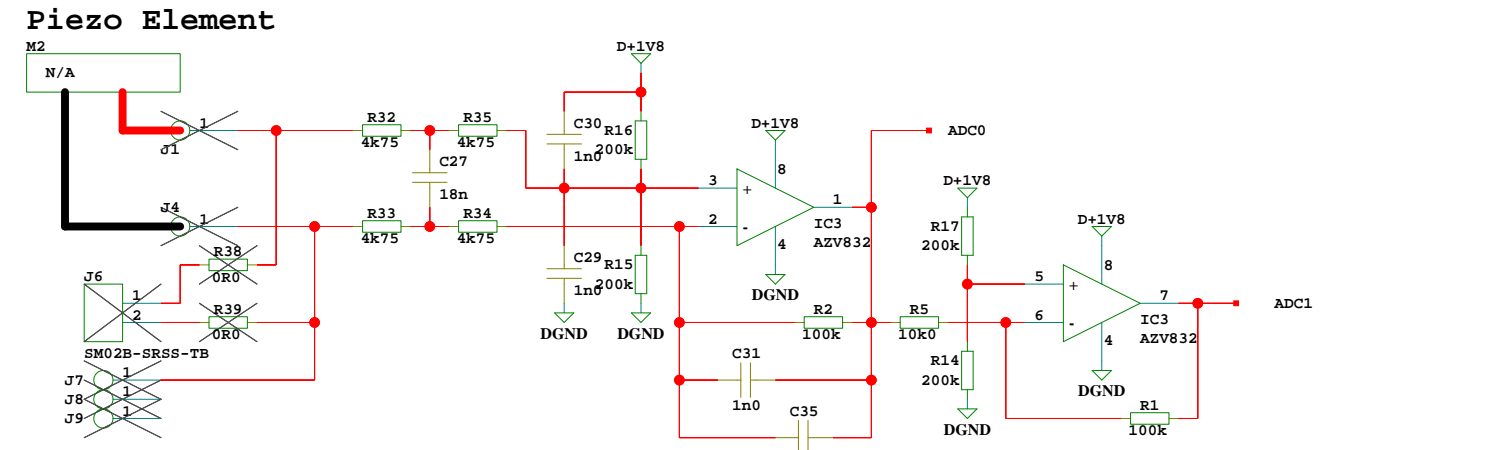 Piezo Element
M2
N/A
1
J1
J4
1
R32
4k75
R35
4k75
C27
18n
R33
4k75
R34
4k75
R38
0R0
J6
1
2
R39
0R0
SM02B-SRSS-TB
J7
1
J8
1
J9
1
D+1V8
C30
1n0
R16
200k
C29
1n0
R15
200k
DGND
DGND
D+1V8
8
3
+
2
-
1
4
IC3
AZV832
DGND
ADC0
R2
100k
R5
10k0
C31
1n0
C35
D+1V8
R17
200k
R14
200k
DGND
D+1V8
8
5
+
6
-
7
4
IC3
AZV832
DGND
R1
100k
ADC1